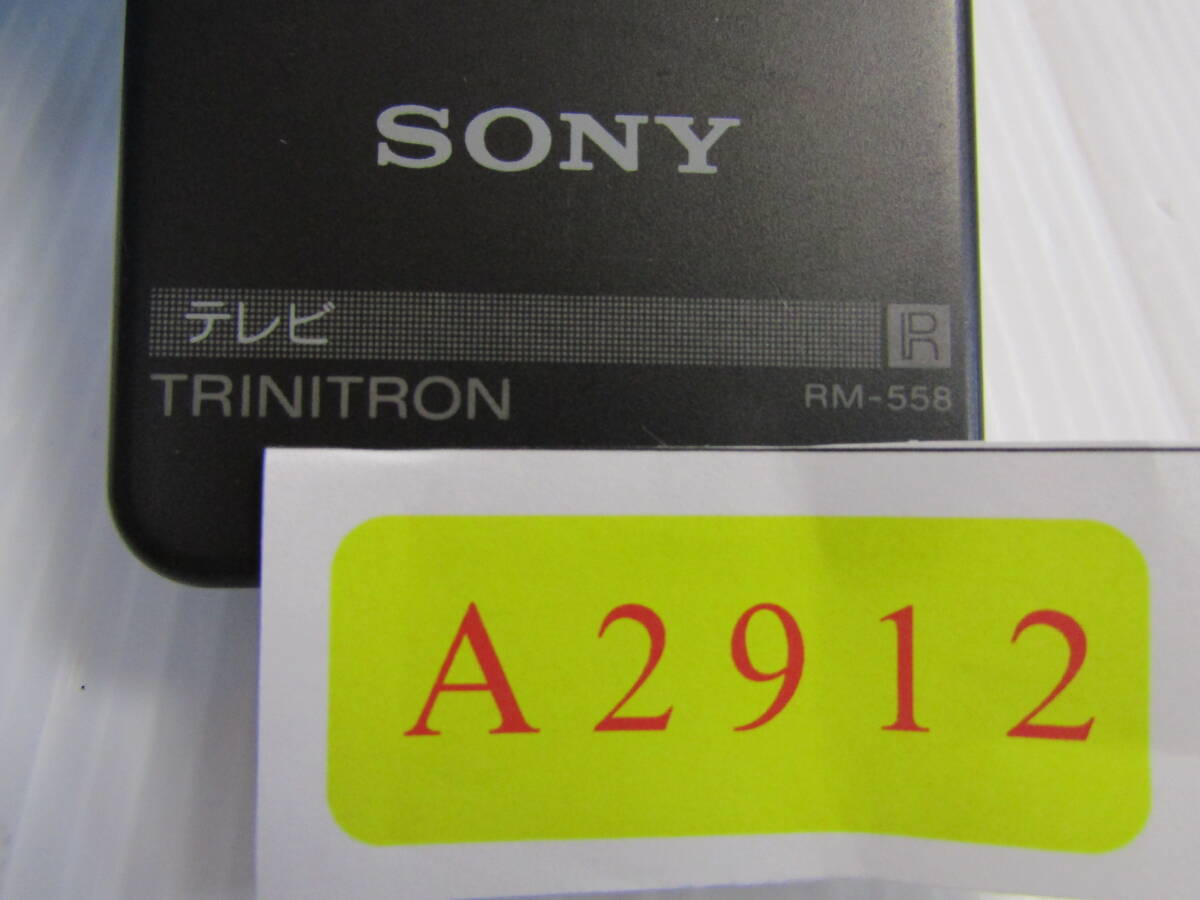 SONY
テレビ R
TRINITRON RM-558
A2912